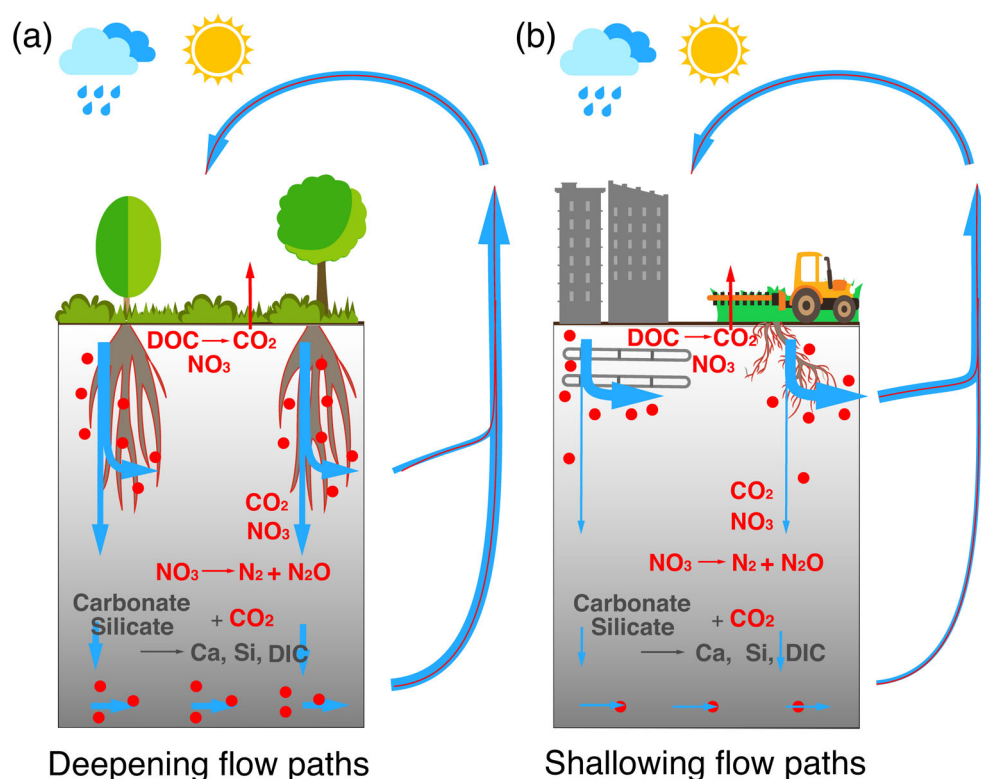 (a)
DOC → CO₂
NO₃
CO₂
NO₃
NO₃ → N₂ + N₂O
Carbonate
Silicate + CO₂
→ Ca, Si, DIC
Deepening flow paths
(b)
DOC → CO₂
NO₃
CO₂
NO₃
NO₃ → N₂ + N₂O
Carbonate
Silicate + CO₂
→ Ca, Si, DIC
Shallowing flow paths